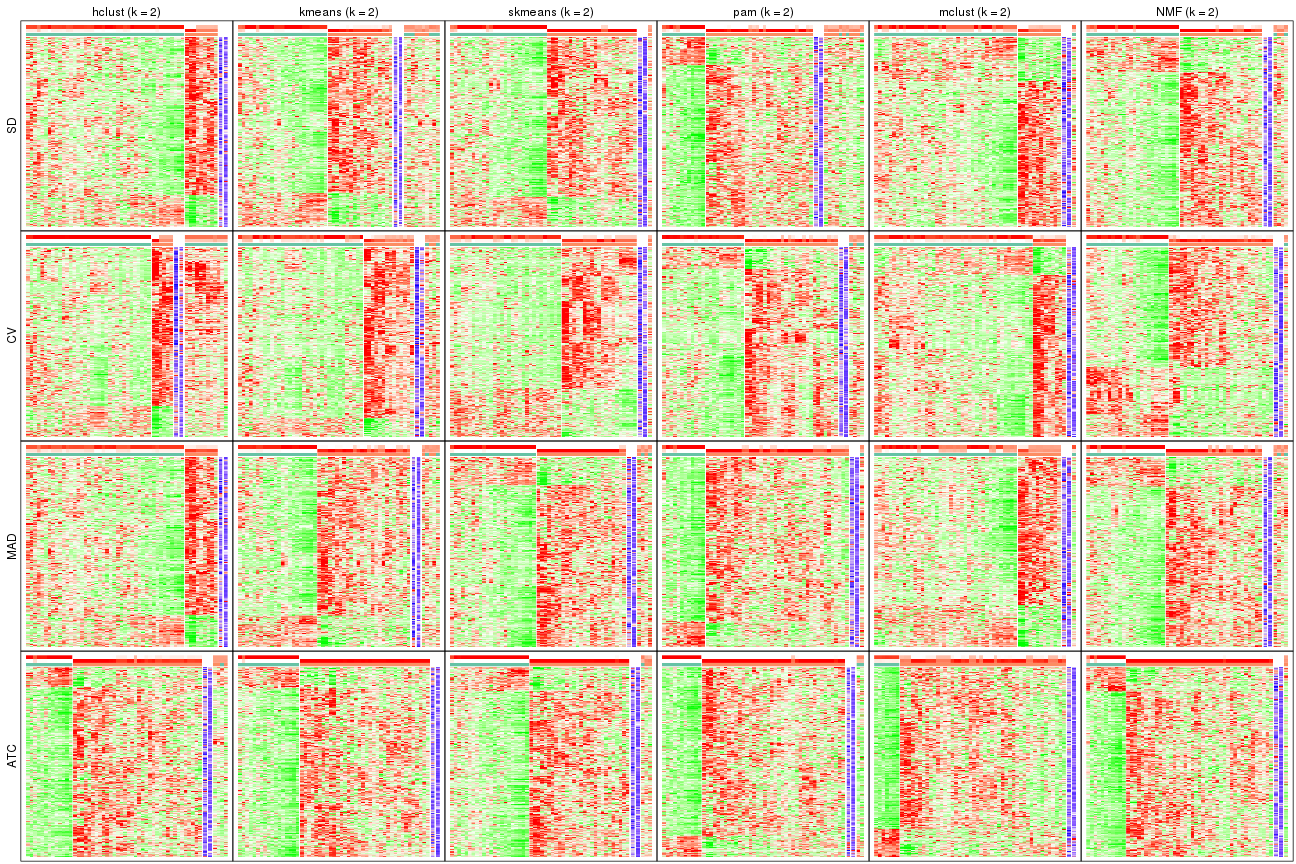 hclust (k = 2) kmeans (k = 2) skmeans (k = 2) pam (k = 2) mclust (k = 2) NMF (k = 2)
SD
CV
MAD
ATC